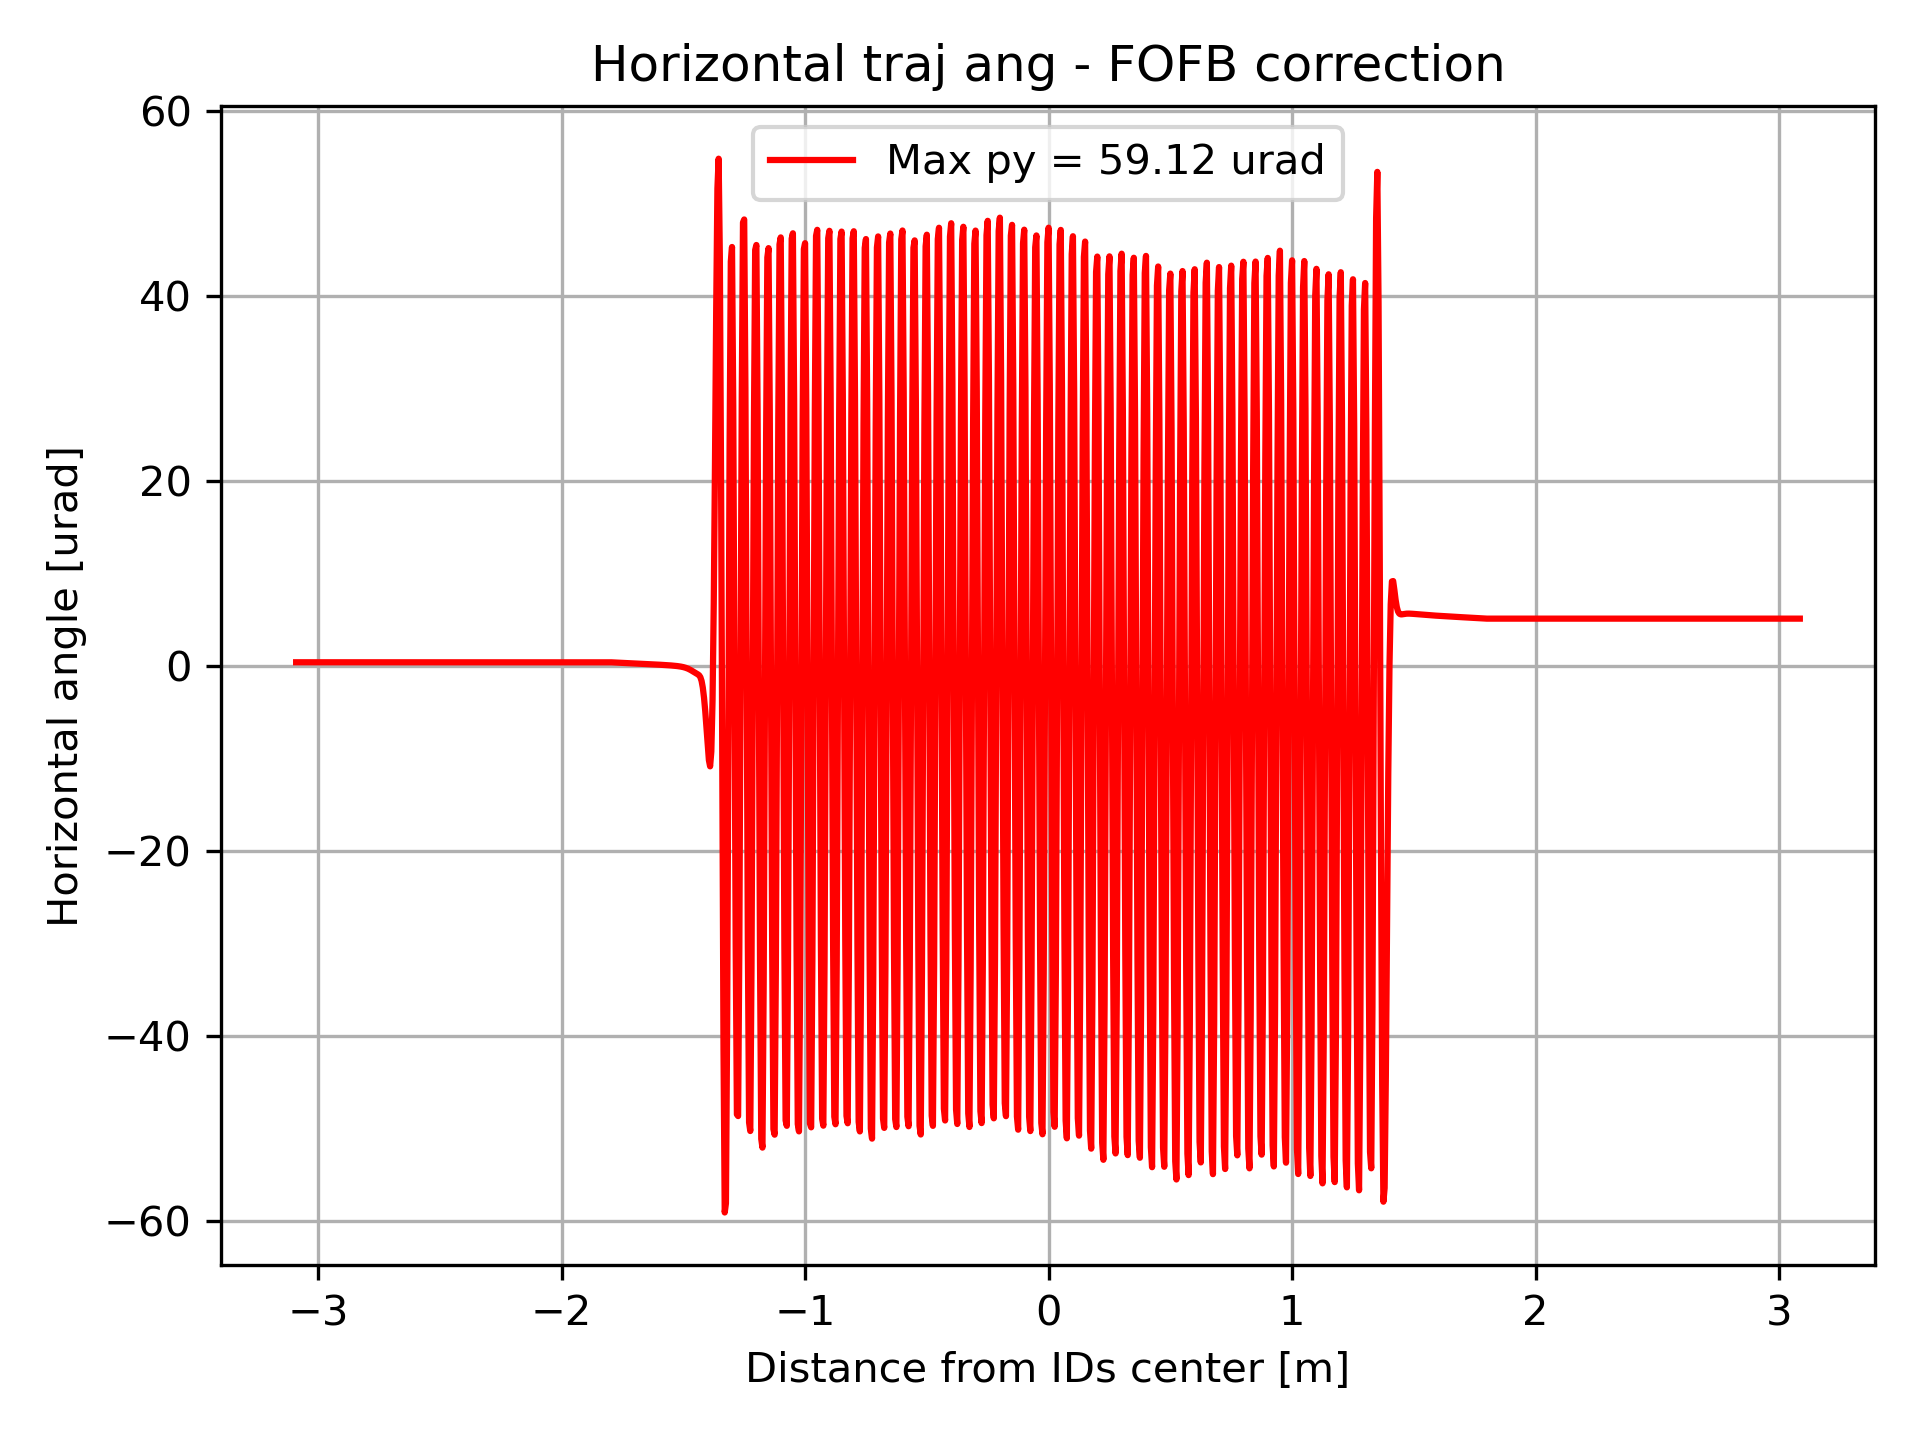 Horizontal traj ang - FOFB correction
Max py = 59.12 urad
Horizontal angle [urad]
60
40
20
0
−20
−40
−60
−3 −2 −1 0 1 2 3
Distance from IDs center [m]